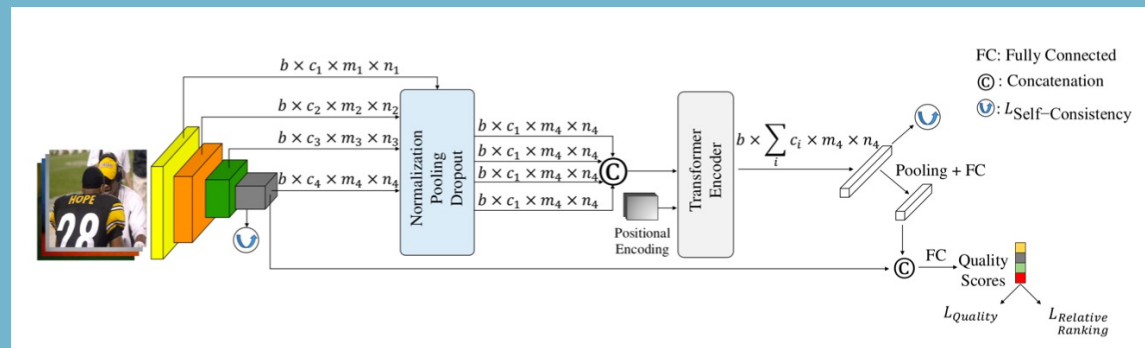 b × c₁ × m₁ × n₁
b × c₂ × m₂ × n₂
b × c₃ × m₃ × n₃
b × c₄ × m₄ × n₄
HOPE
28
Normalization
Pooling
Dropout
b × c₁ × m₄ × n₄
b × c₁ × m₄ × n₄
b × c₁ × m₄ × n₄
b × c₁ × m₄ × n₄
C
Positional
Encoding
Transformer
Encoder
b × ∑ᵢ cᵢ × m₄ × n₄
Pooling + FC
C
FC
Quality
Scores
L_Quality
L_Relative
Ranking
FC: Fully Connected
©: Concatenation
: L_Self−Consistency